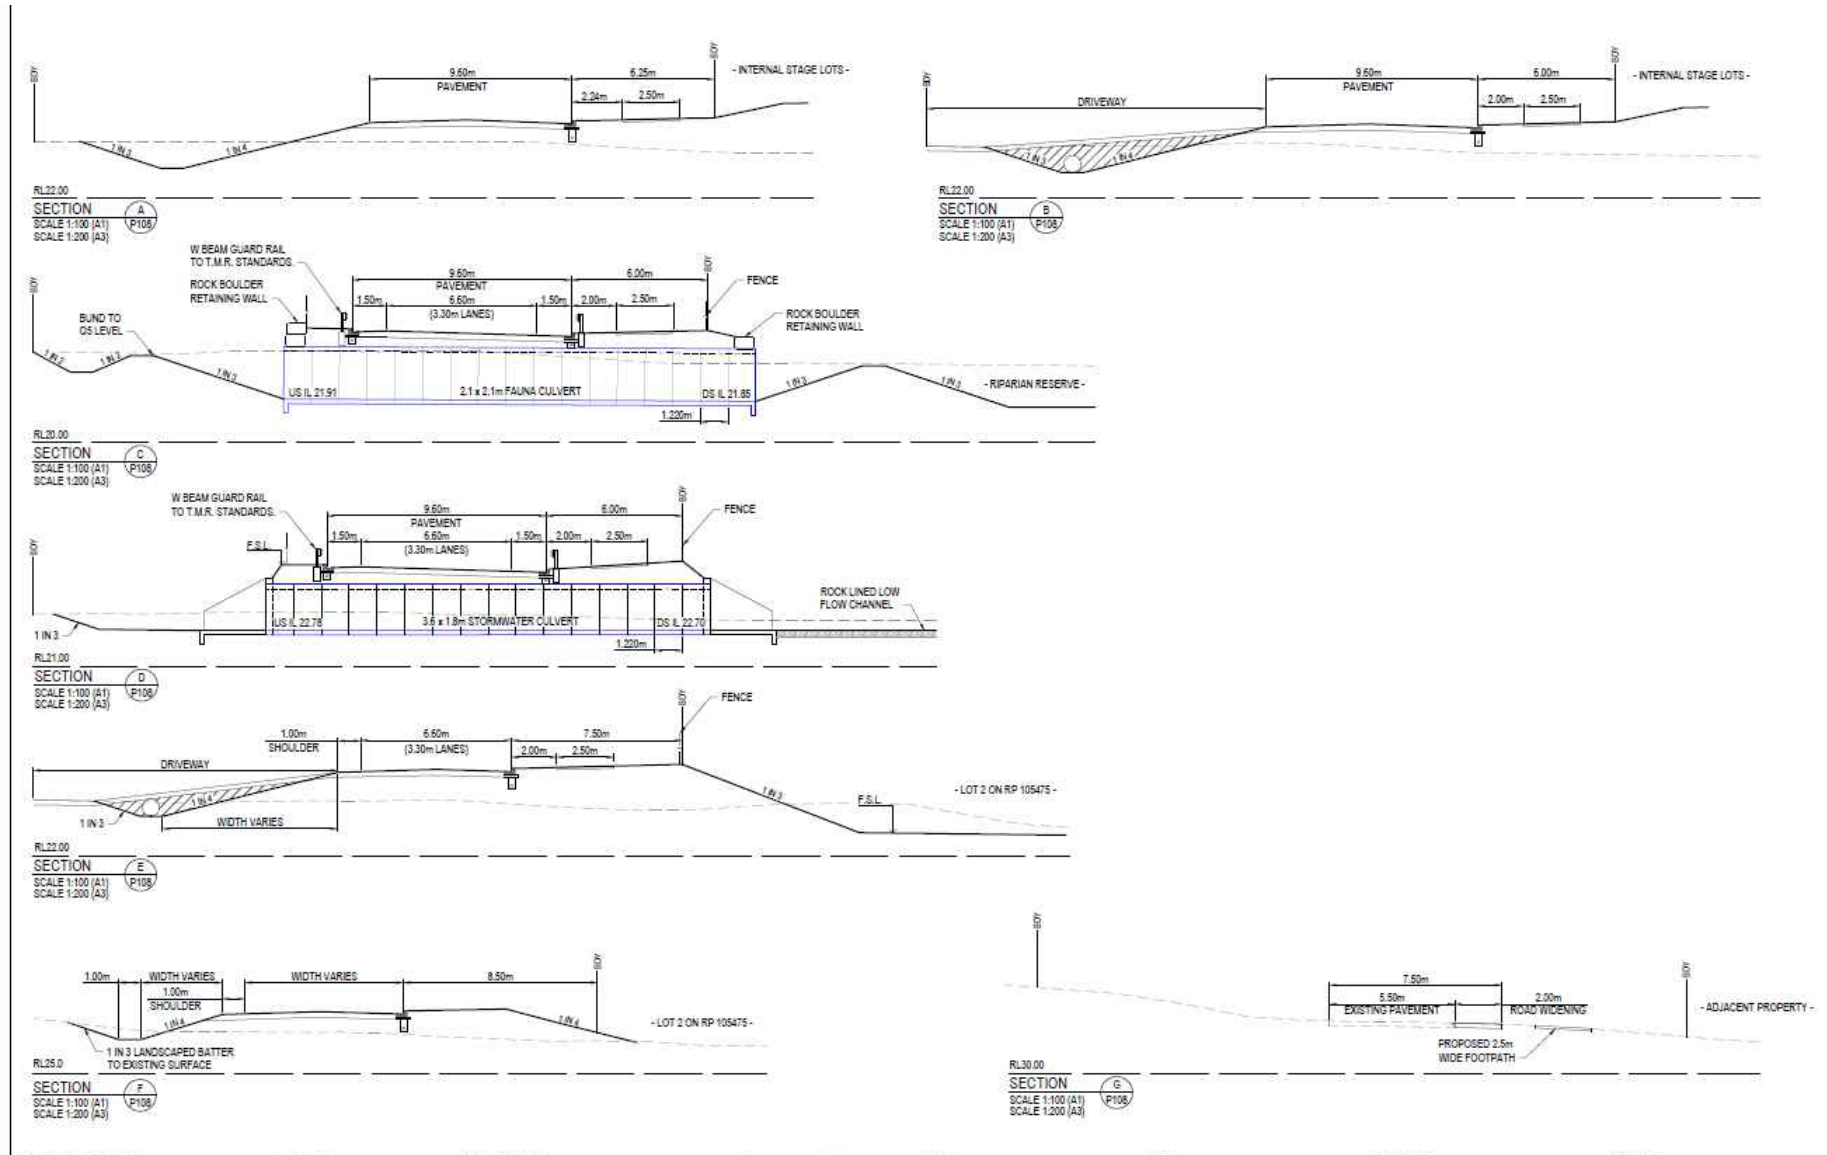 BDY
9.60m
PAVEMENT
6.25m
2.24m
2.50m
BDY
- INTERNAL STAGE LOTS -
1 IN 3
1 IN 4
RL22.00
SECTION
A
P108
SCALE 1:100 (A1)
SCALE 1:200 (A3)
BDY
DRIVEWAY
9.60m
PAVEMENT
6.00m
2.00m
2.50m
BDY
- INTERNAL STAGE LOTS -
1 IN 3
1 IN 4
RL22.00
SECTION
B
P108
SCALE 1:100 (A1)
SCALE 1:200 (A3)
BDY
W BEAM GUARD RAIL
TO T.M.R. STANDARDS.
ROCK BOULDER
RETAINING WALL
BUND TO
Q5 LEVEL
9.60m
PAVEMENT
6.00m
1.50m
6.60m
(3.30m LANES)
1.50m
2.00m
2.50m
BDY
FENCE
ROCK BOULDER
RETAINING WALL
1 IN 2
1 IN 3
US IL 21.91
2.1 x 2.1m FAUNA CULVERT
DS IL 21.85
1.220m
1 IN 3
1 IN 3
- RIPARIAN RESERVE -
RL20.00
SECTION
C
P108
SCALE 1:100 (A1)
SCALE 1:200 (A3)
BDY
W BEAM GUARD RAIL
TO T.M.R. STANDARDS.
F.S.L.
9.60m
PAVEMENT
6.00m
1.50m
6.60m
(3.30m LANES)
1.50m
2.00m
2.50m
BDY
FENCE
ROCK LINED LOW
FLOW CHANNEL
1 IN 3
US IL 22.78
3.6 x 1.8m STORMWATER CULVERT
DS IL 22.70
1.220m
RL21.00
SECTION
D
P108
SCALE 1:100 (A1)
SCALE 1:200 (A3)
BDY
FENCE
1.00m
SHOULDER
6.60m
(3.30m LANES)
7.50m
2.00m
2.50m
DRIVEWAY
1 IN 4
1 IN 3
WIDTH VARIES
1 IN 3
F.S.L.
- LOT 2 ON RP 105475 -
RL22.00
SECTION
E
P108
SCALE 1:100 (A1)
SCALE 1:200 (A3)
1.00m
WIDTH VARIES
1.00m
SHOULDER
WIDTH VARIES
8.50m
BDY
1 IN 4
1 IN 4
- LOT 2 ON RP 105475 -
1 IN 3 LANDSCAPED BATTER
TO EXISTING SURFACE
RL25.0
SECTION
F
P108
SCALE 1:100 (A1)
SCALE 1:200 (A3)
BDY
7.50m
5.50m
EXISTING PAVEMENT
2.00m
ROAD WIDENING
BDY
- ADJACENT PROPERTY -
PROPOSED 2.5m
WIDE FOOTPATH
RL30.00
SECTION
G
P108
SCALE 1:100 (A1)
SCALE 1:200 (A3)